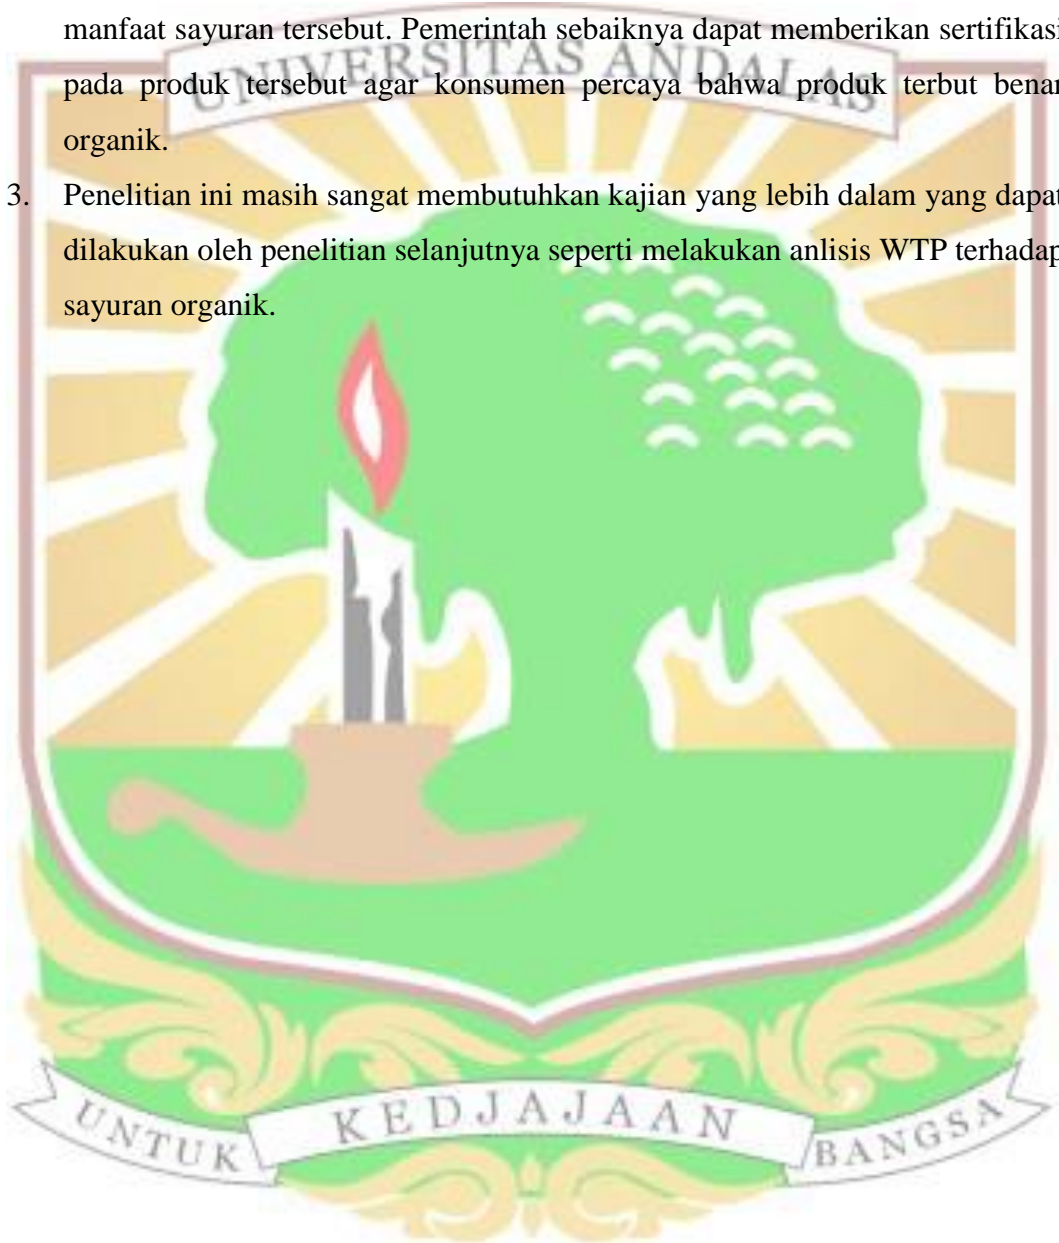 manfaat sayuran tersebut. Pemerintah sebaiknya dapat memberikan sertifikasi
UNIVERSITAS ANDALAS
pada produk tersebut agar konsumen percaya bahwa produk terbut benar
organik.
3. Penelitian ini masih sangat membutuhkan kajian yang lebih dalam yang dapat
dilakukan oleh penelitian selanjutnya seperti melakukan anlisis WTP terhadap
sayuran organik.
UNTUK KEDJAJAAN BANGSA